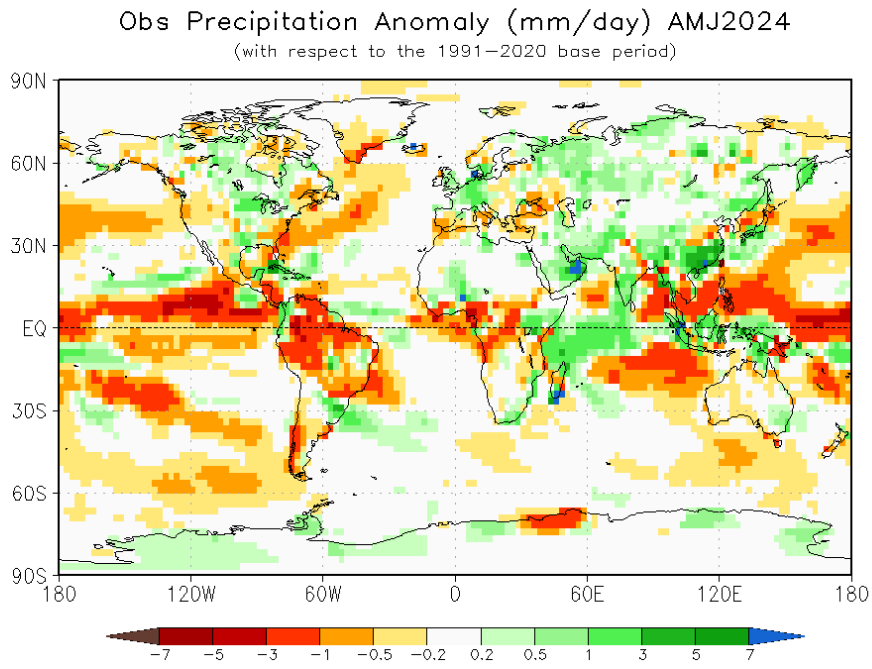 Obs Precipitation Anomaly (mm/day) AMJ2024
(with respect to the 1991−2020 base period)
90N
60N
30N
EQ
30S
60S
90S
180 120W 60W 0 60E 120E 180
−7 −5 −3 −1 −0.5 −0.2 0.2 0.5 1 3 5 7